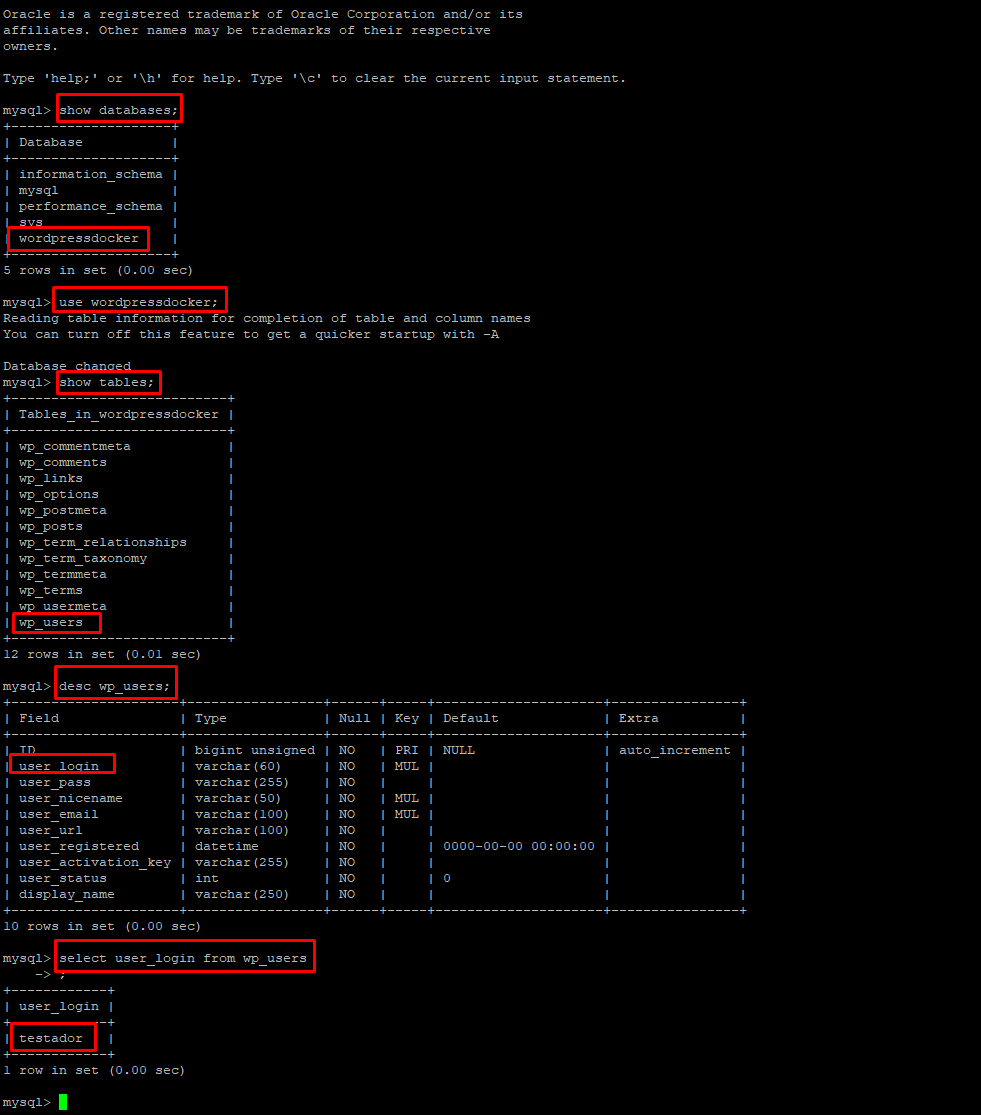 Oracle is a registered trademark of Oracle Corporation and/or its
affiliates. Other names may be trademarks of their respective
owners.
Type 'help;' or '\h' for help. Type '\c' to clear the current input statement.
mysql> show databases;
+--------------------+
| Database           |
+--------------------+
| information_schema |
| mysql              |
| performance_schema |
| sys                |
| wordpressdocker    |
+--------------------+
5 rows in set (0.00 sec)
mysql> use wordpressdocker;
Reading table information for completion of table and column names
You can turn off this feature to get a quicker startup with -A
Database changed
mysql> show tables;
+---------------------------+
| Tables_in_wordpressdocker |
+---------------------------+
| wp_commentmeta            |
| wp_comments               |
| wp_links                  |
| wp_options                |
| wp_postmeta               |
| wp_posts                  |
| wp_term_relationships     |
| wp_term_taxonomy          |
| wp_termmeta               |
| wp_terms                  |
| wp_usermeta               |
| wp_users                  |
+---------------------------+
12 rows in set (0.01 sec)
mysql> desc wp_users;
+---------------------+-----------------+------+-----+---------------------+----------------+
| Field               | Type            | Null | Key | Default             | Extra          |
+---------------------+-----------------+------+-----+---------------------+----------------+
| ID                  | bigint unsigned | NO   | PRI | NULL                | auto_increment |
| user_login          | varchar(60)     | NO   | MUL |                     |                |
| user_pass           | varchar(255)    | NO   |     |                     |                |
| user_nicename       | varchar(50)     | NO   | MUL |                     |                |
| user_email          | varchar(100)    | NO   | MUL |                     |                |
| user_url            | varchar(100)    | NO   |     |                     |                |
| user_registered     | datetime        | NO   |     | 0000-00-00 00:00:00 |                |
| user_activation_key | varchar(255)    | NO   |     |                     |                |
| user_status         | int             | NO   |     | 0                   |                |
| display_name        | varchar(250)    | NO   |     |                     |                |
+---------------------+-----------------+------+-----+---------------------+----------------+
10 rows in set (0.00 sec)
mysql> select user_login from wp_users
    -> ;
+------------+
| user_login |
+------------+
| testador   |
+------------+
1 row in set (0.00 sec)
mysql>